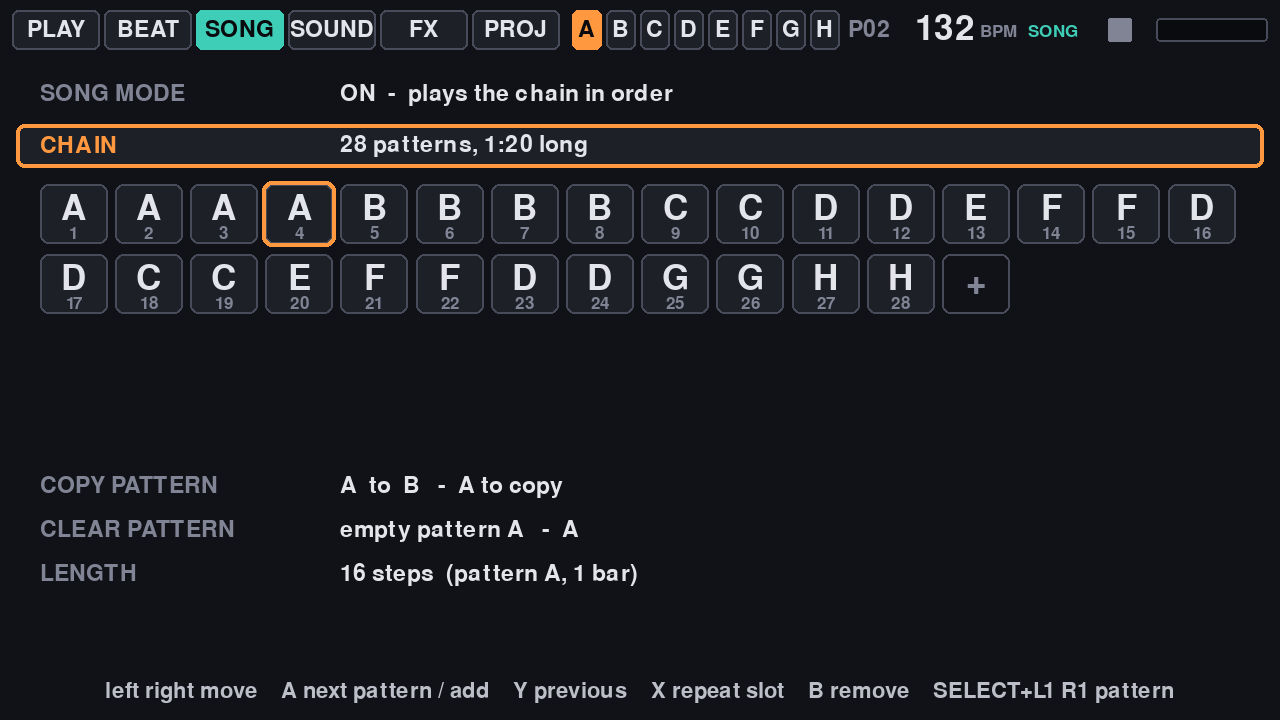 PLAY BEAT SONG SOUND FX PROJ A B C D E F G H P02 132 BPM SONG
SONG MODE ON - plays the chain in order
CHAIN 28 patterns, 1:20 long
A A A A B B B B C C D D E F F D
1 2 3 4 5 6 7 8 9 10 11 12 13 14 15 16
D C C E F F D D G G H H +
17 18 19 20 21 22 23 24 25 26 27 28
COPY PATTERN A to B - A to copy
CLEAR PATTERN empty pattern A - A
LENGTH 16 steps (pattern A, 1 bar)
left right move A next pattern / add Y previous X repeat slot B remove SELECT+L1 R1 pattern